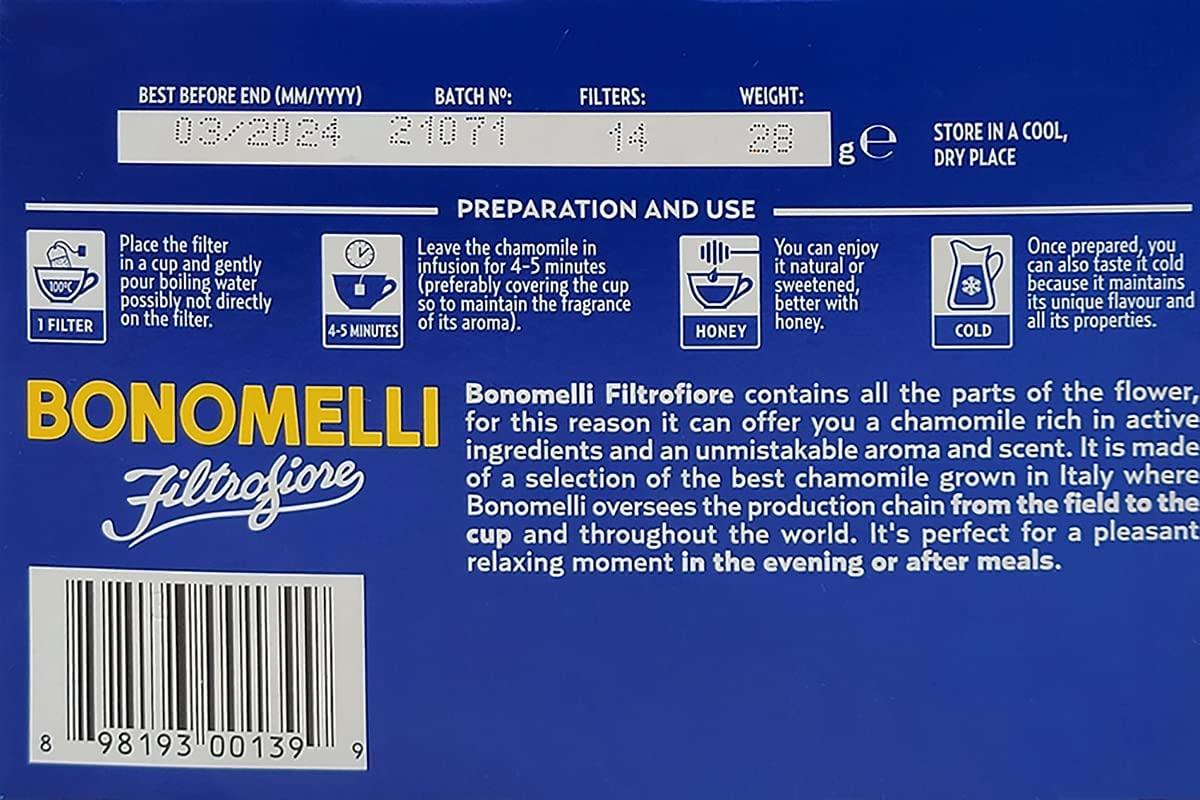 BEST BEFORE END (MM/YYYY) BATCH Nº: FILTERS: WEIGHT:
03/2024 21071 14 28 g e
STORE IN A COOL,
DRY PLACE
PREPARATION AND USE
100°C
1 FILTER
Place the filter
in a cup and gently
pour boiling water
possibly not directly
on the filter.
4-5 MINUTES
Leave the chamomile in
infusion for 4-5 minutes
(preferably covering the cup
so to maintain the fragrance
of its aroma).
HONEY
You can enjoy
it natural or
sweetened,
better with
honey.
COLD
Once prepared, you
can also taste it cold
because it maintains
its unique flavour and
all its properties.
BONOMELLI
Filtrofiore
Bonomelli Filtrofiore contains all the parts of the flower,
for this reason it can offer you a chamomile rich in active
ingredients and an unmistakable aroma and scent. It is made
of a selection of the best chamomile grown in Italy where
Bonomelli oversees the production chain from the field to the
cup and throughout the world. It's perfect for a pleasant
relaxing moment in the evening or after meals.
8 98193 00139 9